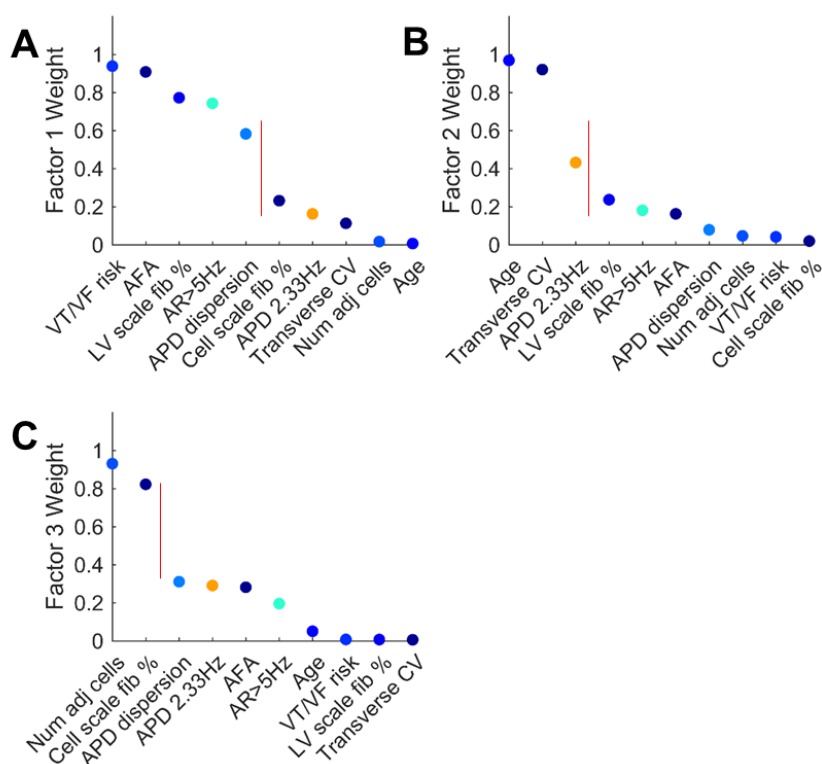 A
Factor 1 Weight
1
0.8
0.6
0.4
0.2
0
VT/VF risk
AFA
LV scale fib %
AR>5Hz
APD dispersion
Cell scale fib %
APD 2.33Hz
Transverse CV
Num adj cells
Age
B
Factor 2 Weight
1
0.8
0.6
0.4
0.2
0
Age
Transverse CV
APD 2.33Hz
LV scale fib %
AR>5Hz
AFA
APD dispersion
Num adj cells
VT/VF risk
Cell scale fib %
C
Factor 3 Weight
1
0.8
0.6
0.4
0.2
0
Num adj cells
Cell scale fib %
APD dispersion
APD 2.33Hz
AFA
AR>5Hz
Age
VT/VF risk
LV scale fib %
Transverse CV